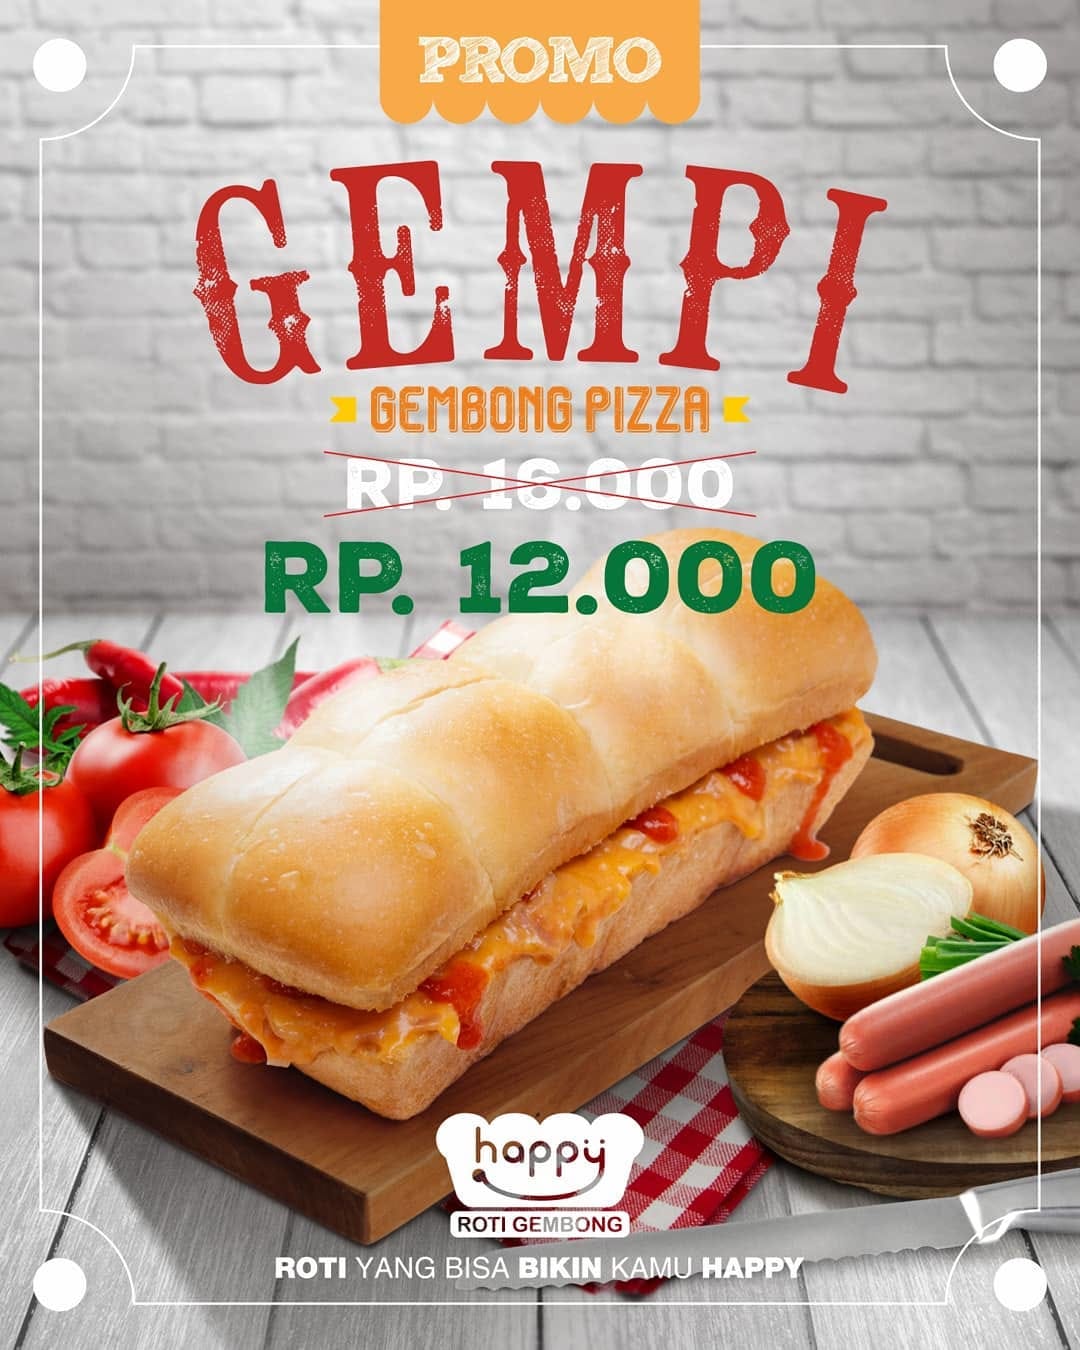 PROMO
GEMPI
GEMBONG PIZZA
RP. 16.000
RP. 12.000
happy
ROTI GEMBONG
ROTI YANG BISA BIKIN KAMU HAPPY